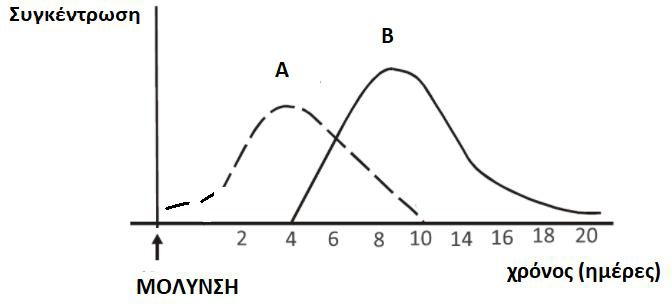 Συγκέντρωση
Β
Α
2 4 6 8 10 14 16 18 20
χρόνος (ημέρες)
ΜΟΛΥΝΣΗ